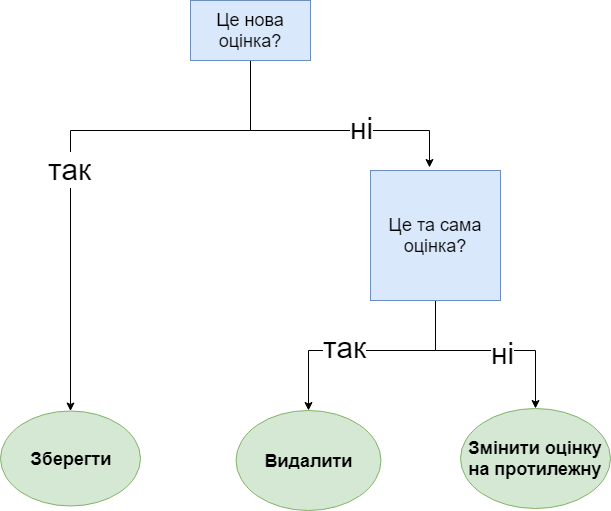 Це нова
оцінка?
ні
так
Це та сама
оцінка?
так
ні
Зберегти
Видалити
Змінити оцінку
на протилежну